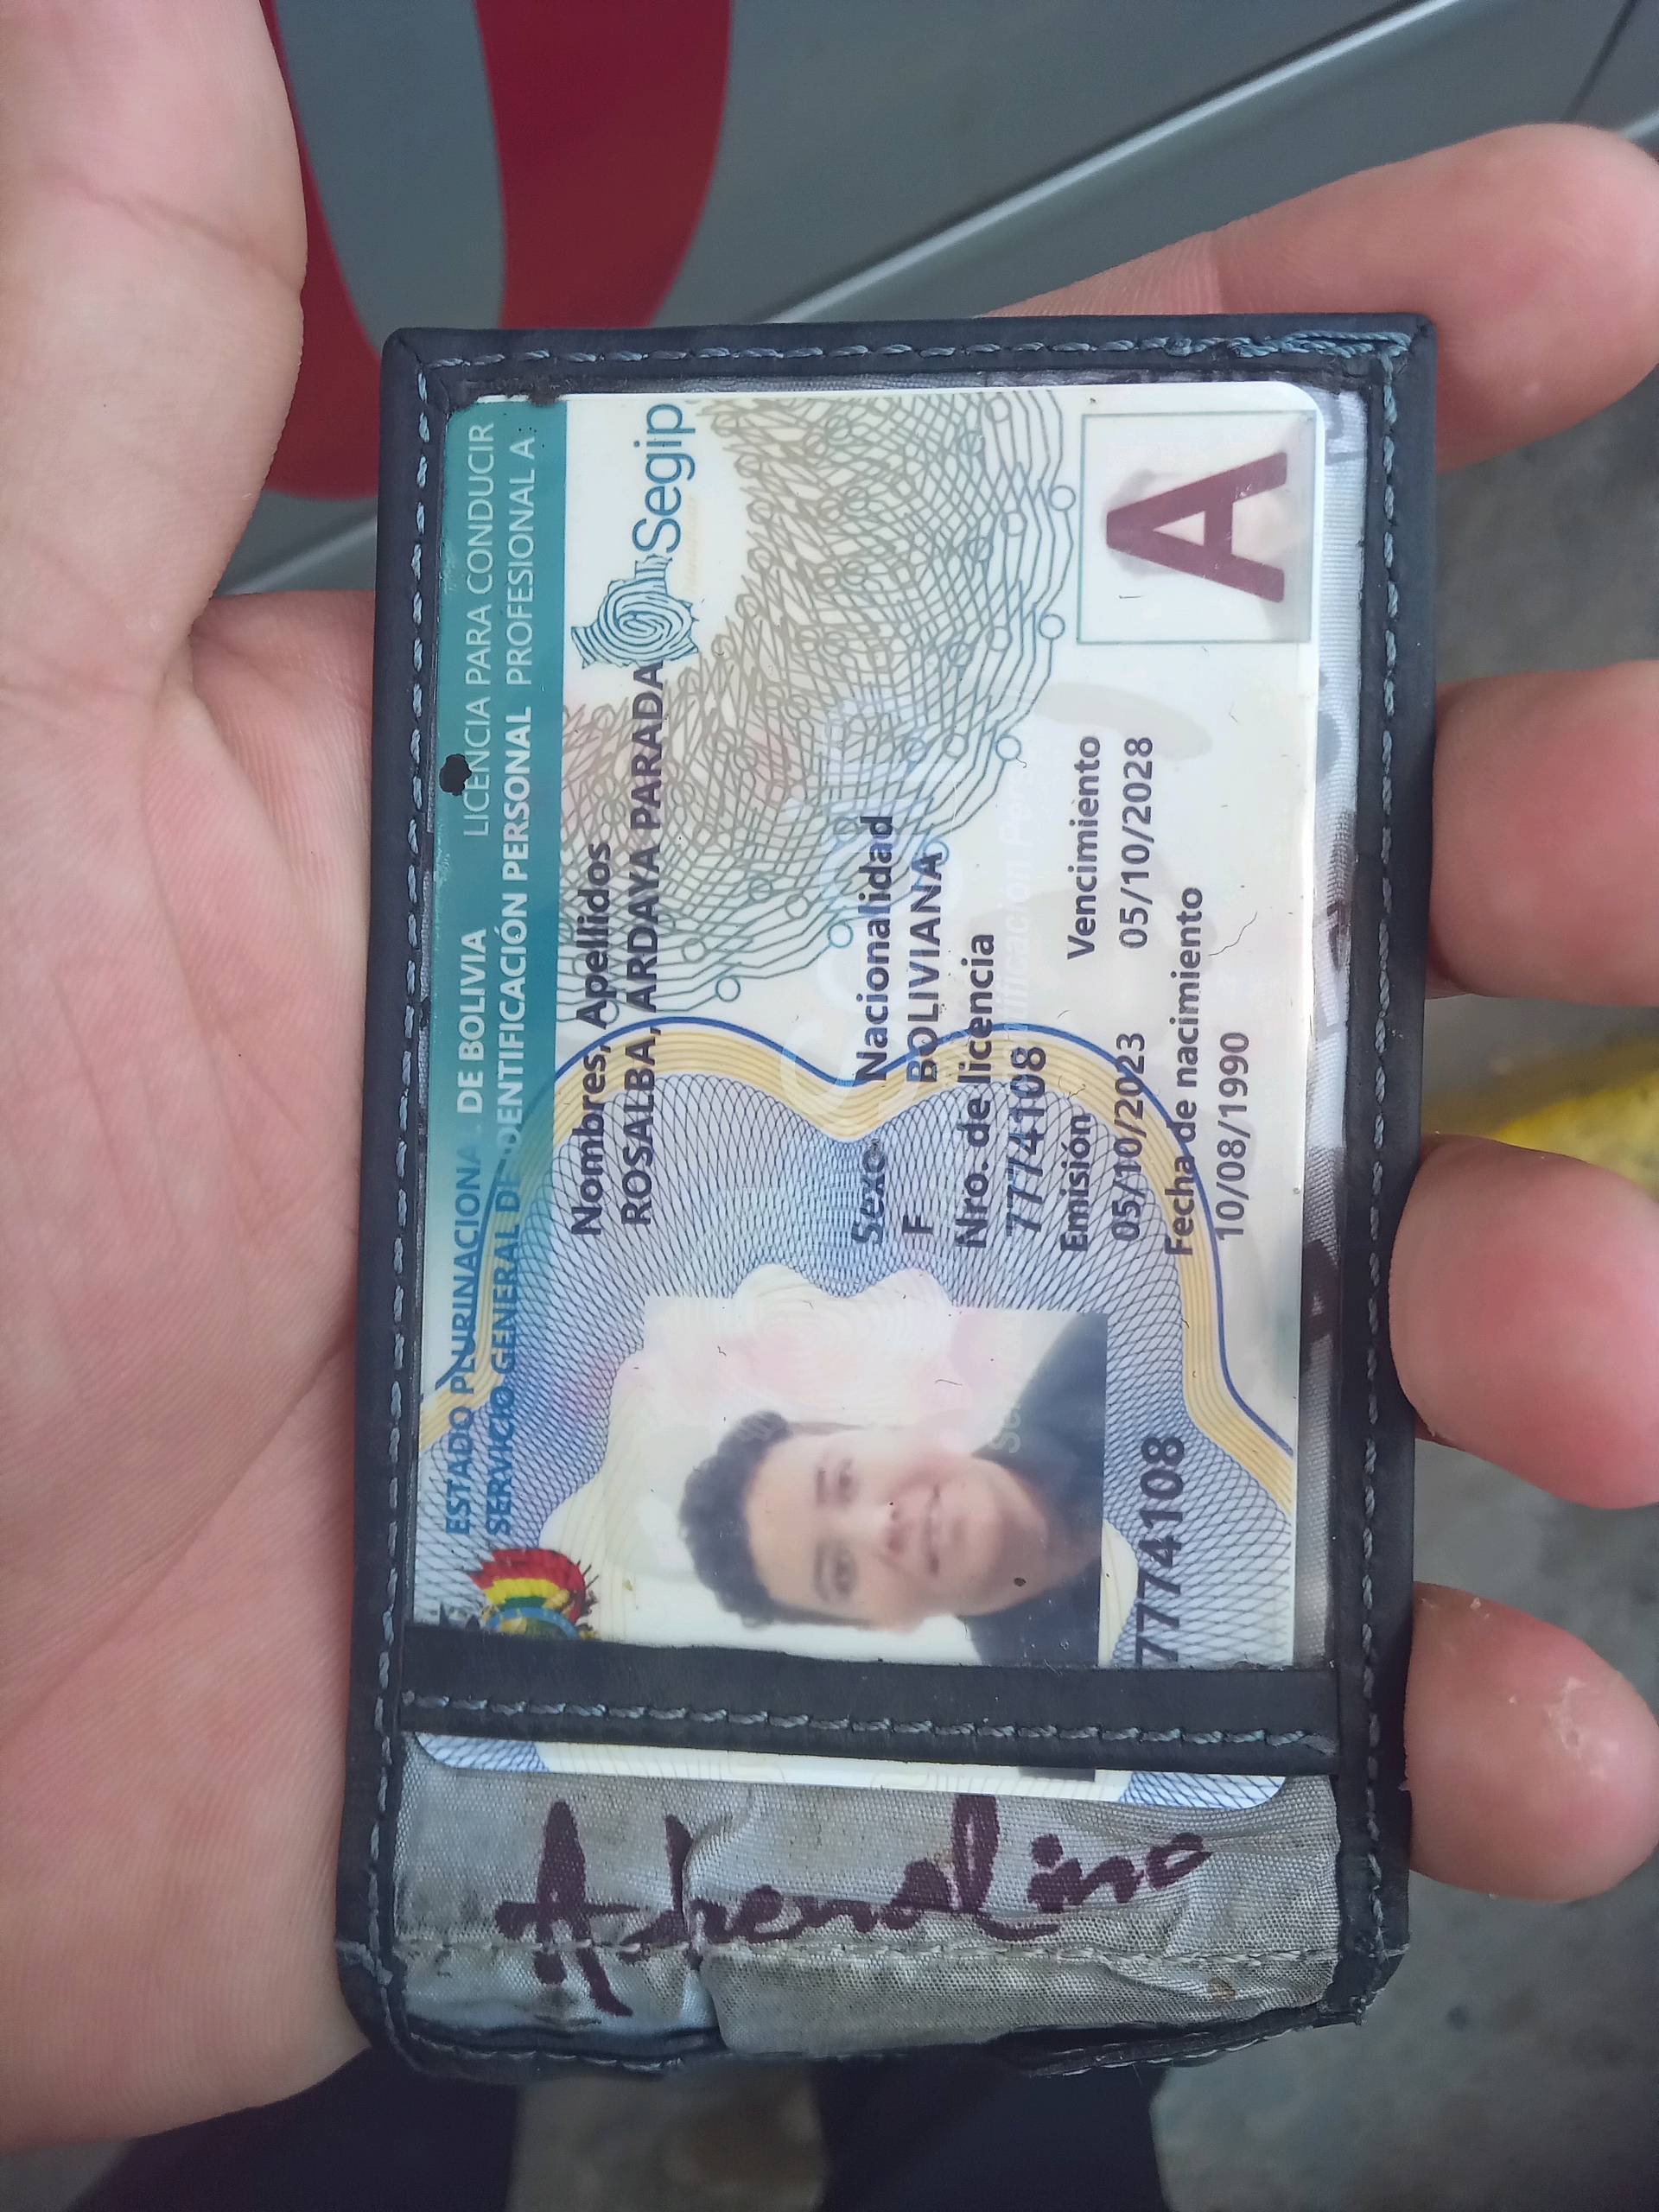 ESTADO PLURINACIONAL DE BOLIVIA LICENCIA PARA CONDUCIR
SERVICIO GENERAL DE IDENTIFICACIÓN PERSONAL PROFESIONAL A
Segip
Nombres, Apellidos
ROSALBA, ARDAYA PARADA
Sexo Nacionalidad
F BOLIVIANA
Nro. de licencia
7774108
Emisión Vencimiento
05/10/2023 05/10/2028
Fecha de nacimiento
10/08/1990
A
7774108
Adrenalina